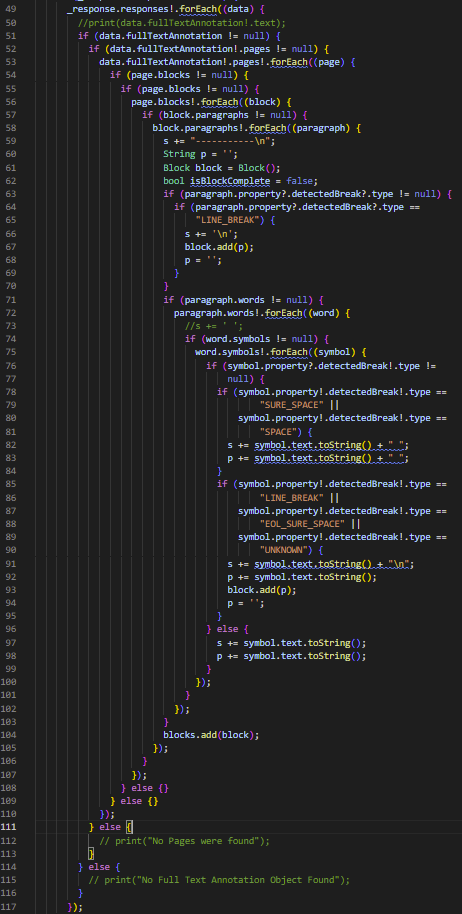 49 _response.responses!.forEach((data) {
50 //print(data.fullTextAnnotation!.text);
51 if (data.fullTextAnnotation != null) {
52 if (data.fullTextAnnotation!.pages != null) {
53 data.fullTextAnnotation!.pages!.forEach((page) {
54 if (page.blocks != null) {
55 if (page.blocks != null) {
56 page.blocks!.forEach((block) {
57 if (block.paragraphs != null) {
58 block.paragraphs!.forEach((paragraph) {
59 s += "-----------\n";
60 String p = '';
61 Block block = Block();
62 bool isBlockComplete = false;
63 if (paragraph.property?.detectedBreak?.type != null) {
64 if (paragraph.property?.detectedBreak?.type ==
65 "LINE_BREAK") {
66 s += '\n';
67 block.add(p);
68 p = '';
69 }
70 }
71 if (paragraph.words != null) {
72 paragraph.words!.forEach((word) {
73 //s += ' ';
74 if (word.symbols != null) {
75 word.symbols!.forEach((symbol) {
76 if (symbol.property?.detectedBreak!.type !=
77 null) {
78 if (symbol.property!.detectedBreak!.type ==
79 "SURE_SPACE" ||
80 symbol.property!.detectedBreak!.type ==
81 "SPACE") {
82 s += symbol.text.toString() + " ";
83 p += symbol.text.toString() + " ";
84 }
85 if (symbol.property!.detectedBreak!.type ==
86 "LINE_BREAK" ||
87 symbol.property!.detectedBreak!.type ==
88 "EOL_SURE_SPACE" ||
89 symbol.property!.detectedBreak!.type ==
90 "UNKNOWN") {
91 s += symbol.text.toString() + "\n";
92 p += symbol.text.toString();
93 block.add(p);
94 p = '';
95 }
96 } else {
97 s += symbol.text.toString();
98 p += symbol.text.toString();
99 }
100 });
101 }
102 });
103 }
104 blocks.add(block);
105 });
106 }
107 });
108 } else {}
109 } else {}
110 });
111 } else {
112 // print("No Pages were found");
113 }
114 } else {
115 // print("No Full Text Annotation Object Found");
116 }
117 });